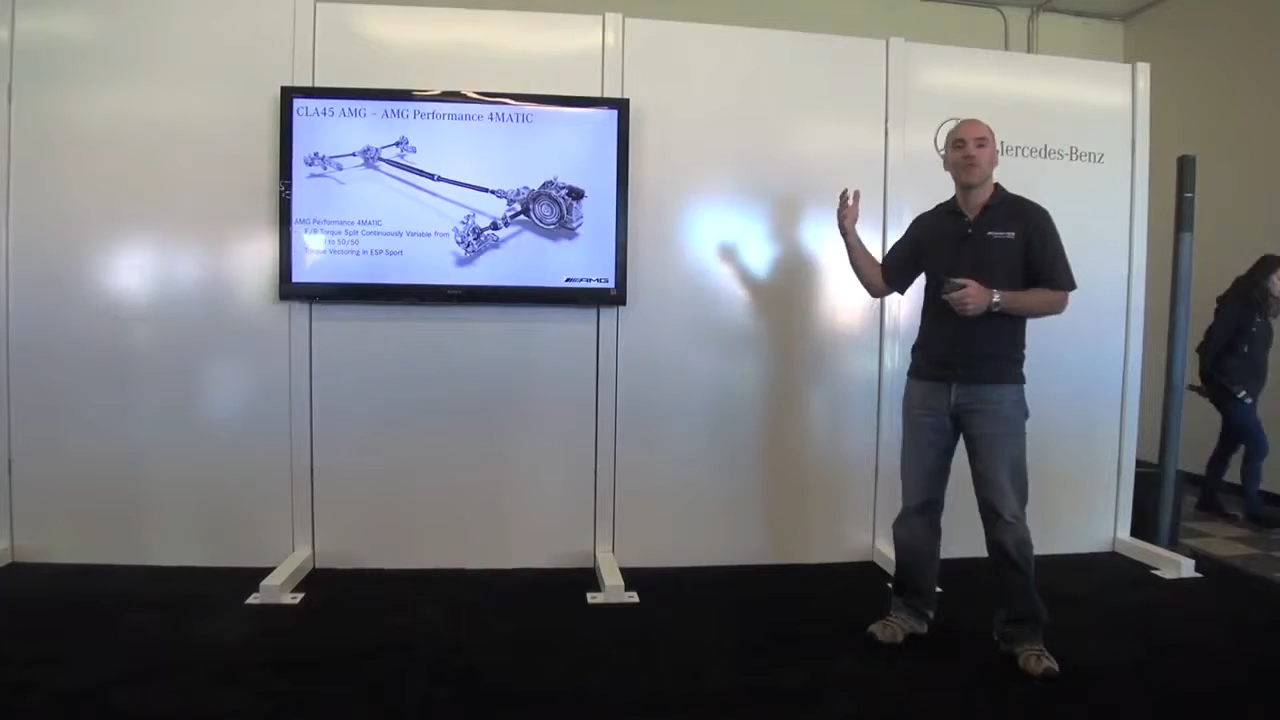 CLA45 AMG – AMG Performance 4MATIC
AMG Performance 4MATIC
F/R Torque Split Continuously Variable from
to 50/50
Torque Vectoring in ESP Sport
AMG
Mercedes-Benz